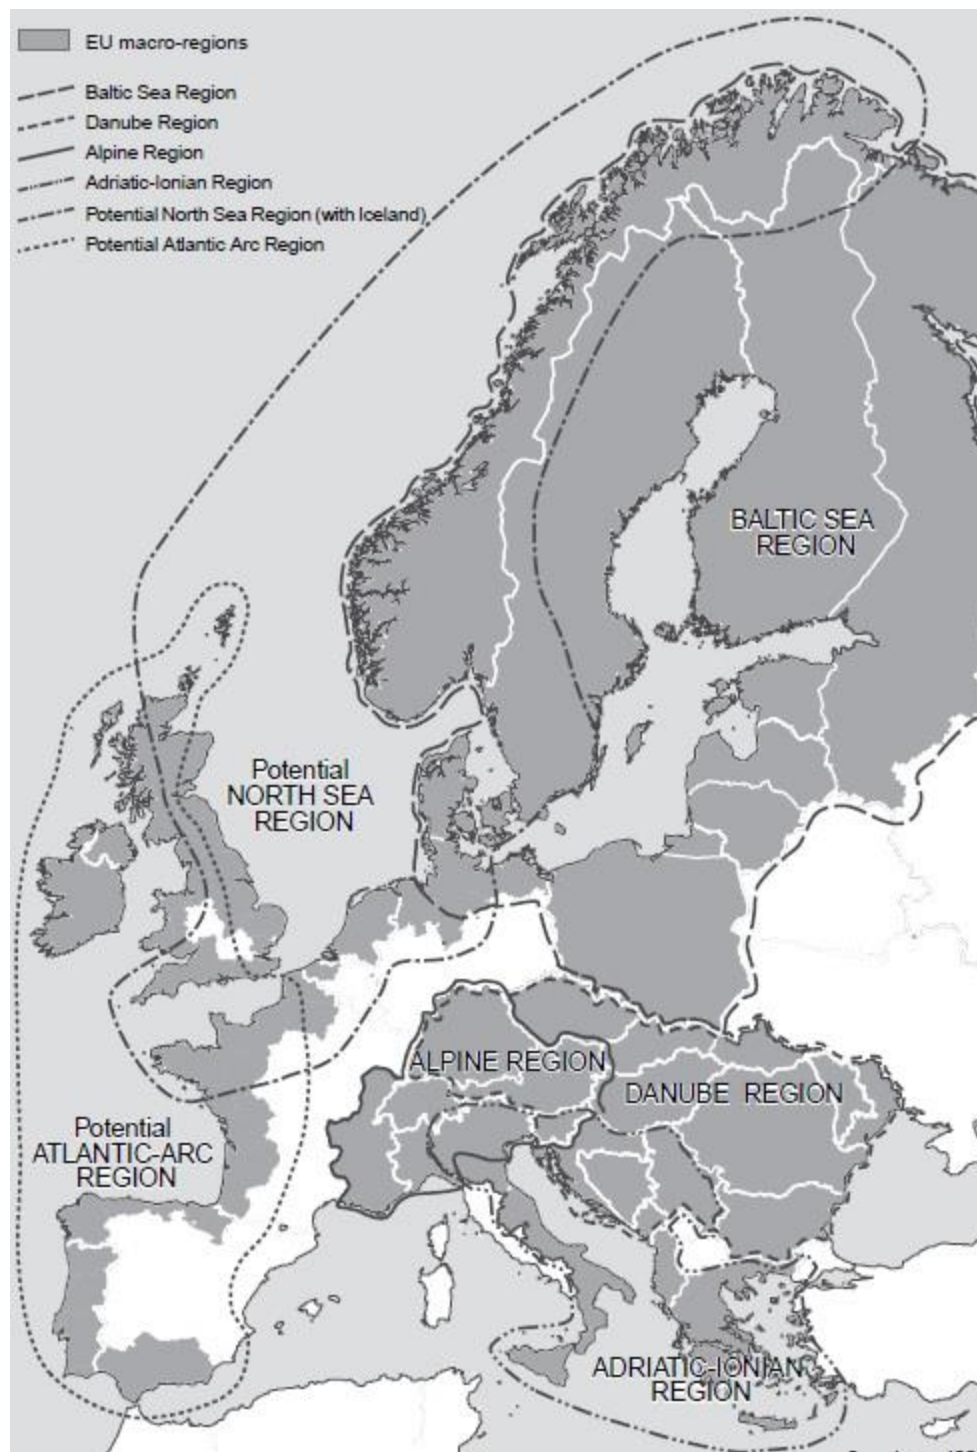 EU macro-regions
Baltic Sea Region
Danube Region
Alpine Region
Adriatic-Ionian Region
Potential North Sea Region (with Iceland)
Potential Atlantic Arc Region
BALTIC SEA
REGION
Potential
NORTH SEA
REGION
ALPINE REGION
DANUBE REGION
Potential
ATLANTIC-ARC
REGION
ADRIATIC-IONIAN
REGION